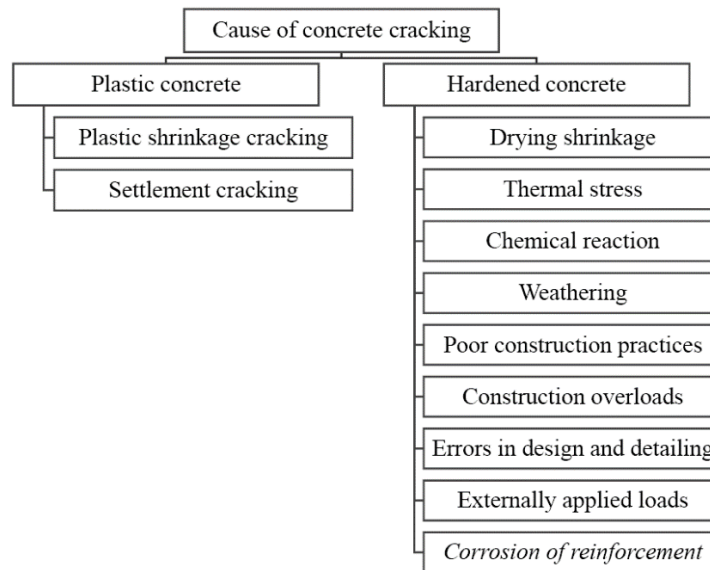 Cause of concrete cracking
Plastic concrete
Plastic shrinkage cracking
Settlement cracking
Hardened concrete
Drying shrinkage
Thermal stress
Chemical reaction
Weathering
Poor construction practices
Construction overloads
Errors in design and detailing
Externally applied loads
Corrosion of reinforcement